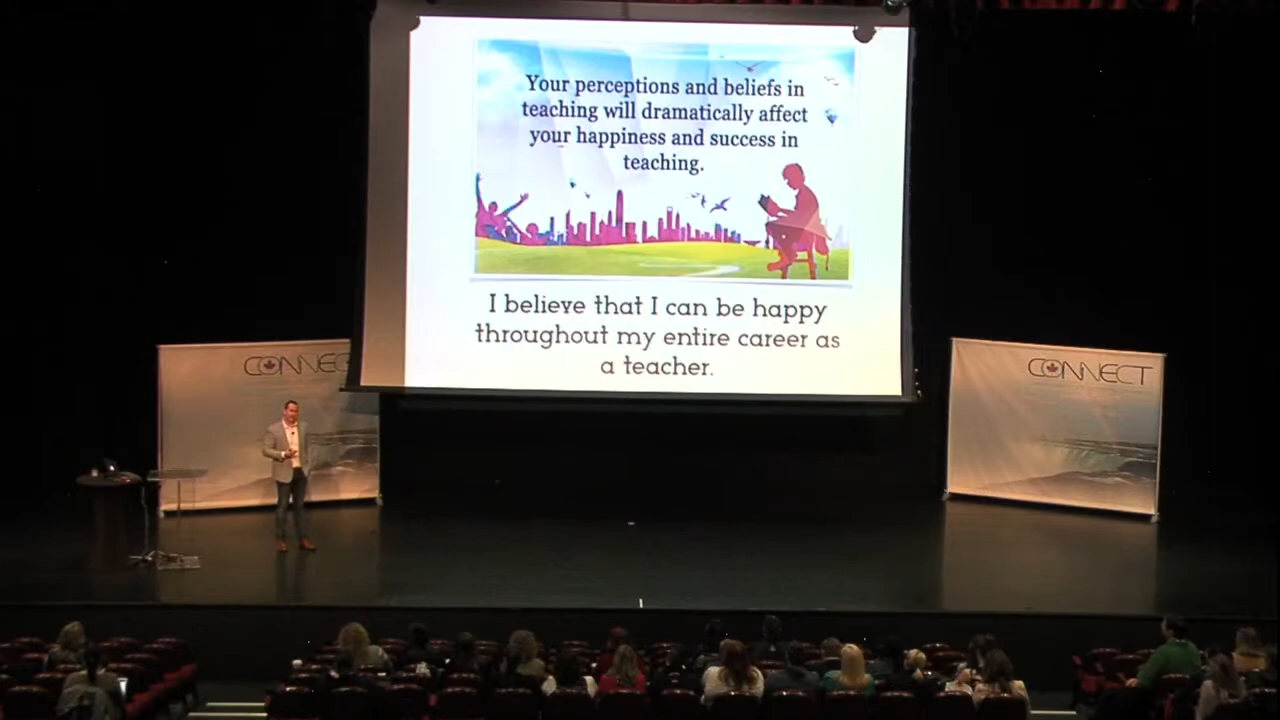 Your perceptions and beliefs in
teaching will dramatically affect
your happiness and success in
teaching.
I believe that I can be happy
throughout my entire career as
a teacher.
CONNEC
CONNECT